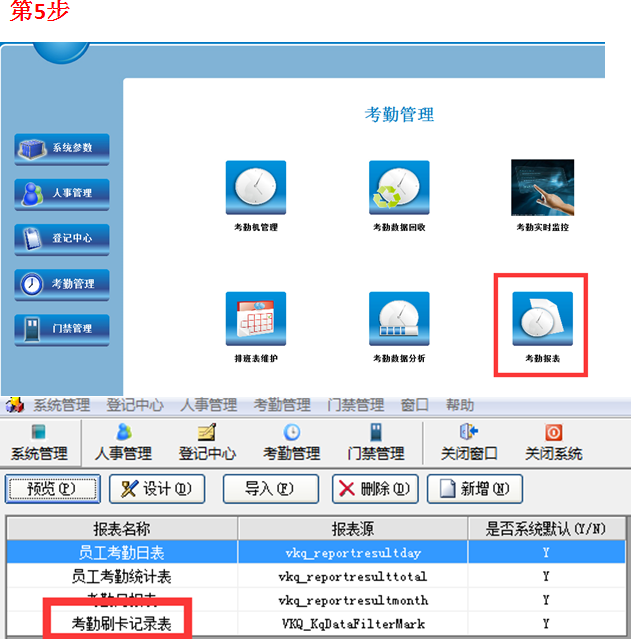 第5步
考勤管理
系统参数
人事管理
登记中心
考勤管理
门禁管理
考勤机管理 考勤数据回收 考勤实时监控
排班表维护 考勤数据分析 考勤报表
系统管理 登记中心 人事管理 考勤管理 门禁管理 窗口 帮助
系统管理 人事管理 登记中心 考勤管理 门禁管理 关闭窗口 关闭系统
预览(P) 设计(D) 导入(F) 删除(D) 新增(N)
报表名称 报表源 是否系统默认(Y/N)
员工考勤日表 vkq_reportresultday Y
员工考勤统计表 vkq_reportresulttotal Y
考勤月报表 vkq_reportresultmonth Y
考勤刷卡记录表 VKQ_KqDataFilterMark Y